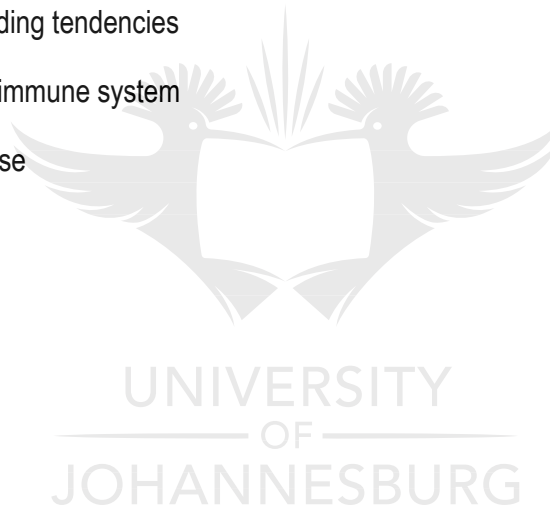 ding tendencies
immune system
se
UNIVERSITY
OF
JOHANNESBURG